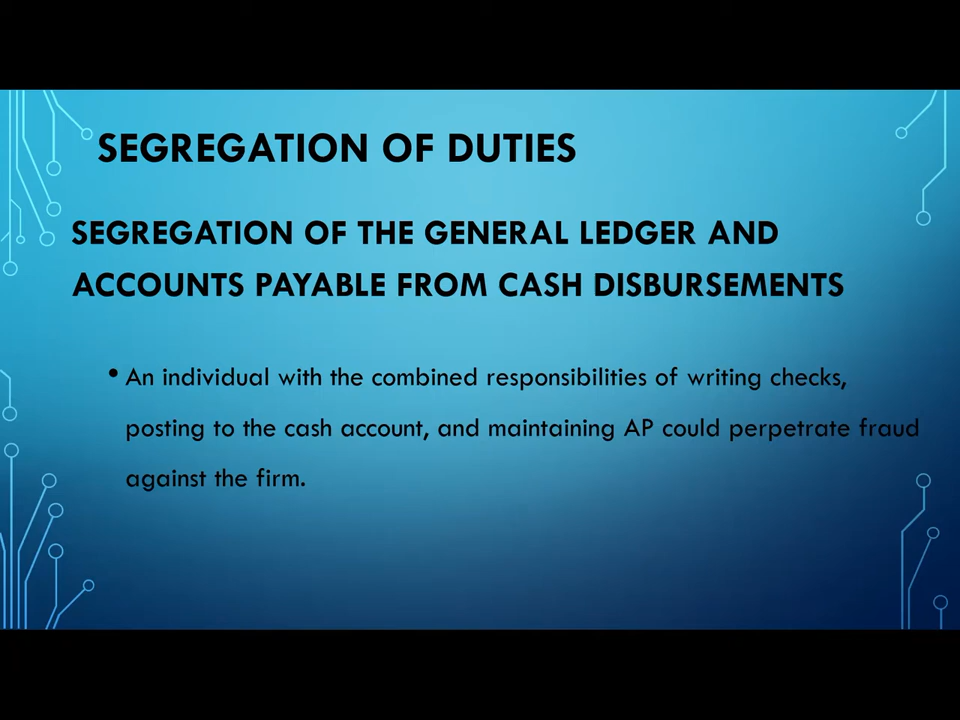 SEGREGATION OF DUTIES
SEGREGATION OF THE GENERAL LEDGER AND
ACCOUNTS PAYABLE FROM CASH DISBURSEMENTS
• An individual with the combined responsibilities of writing checks,
posting to the cash account, and maintaining AP could perpetrate fraud
against the firm.